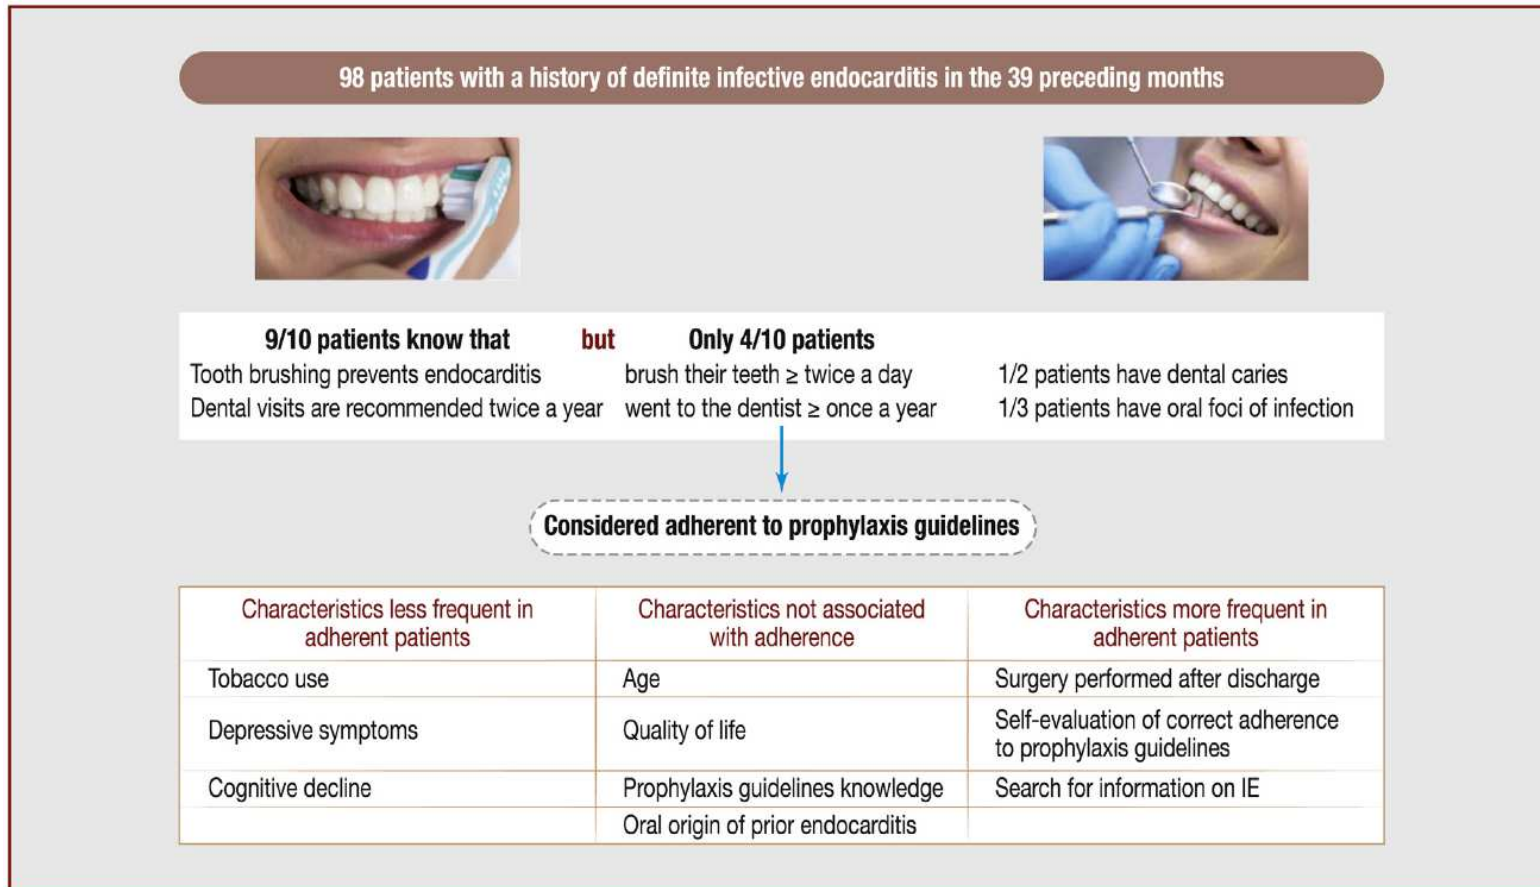 98 patients with a history of definite infective endocarditis in the 39 preceding months
9/10 patients know that but Only 4/10 patients
Tooth brushing prevents endocarditis brush their teeth ≥ twice a day 1/2 patients have dental caries
Dental visits are recommended twice a year went to the dentist ≥ once a year 1/3 patients have oral foci of infection
Considered adherent to prophylaxis guidelines
Characteristics less frequent in
adherent patients
Characteristics not associated
with adherence
Characteristics more frequent in
adherent patients
Tobacco use
Age
Surgery performed after discharge
Depressive symptoms
Quality of life
Self-evaluation of correct adherence
to prophylaxis guidelines
Cognitive decline
Prophylaxis guidelines knowledge
Search for information on IE
Oral origin of prior endocarditis